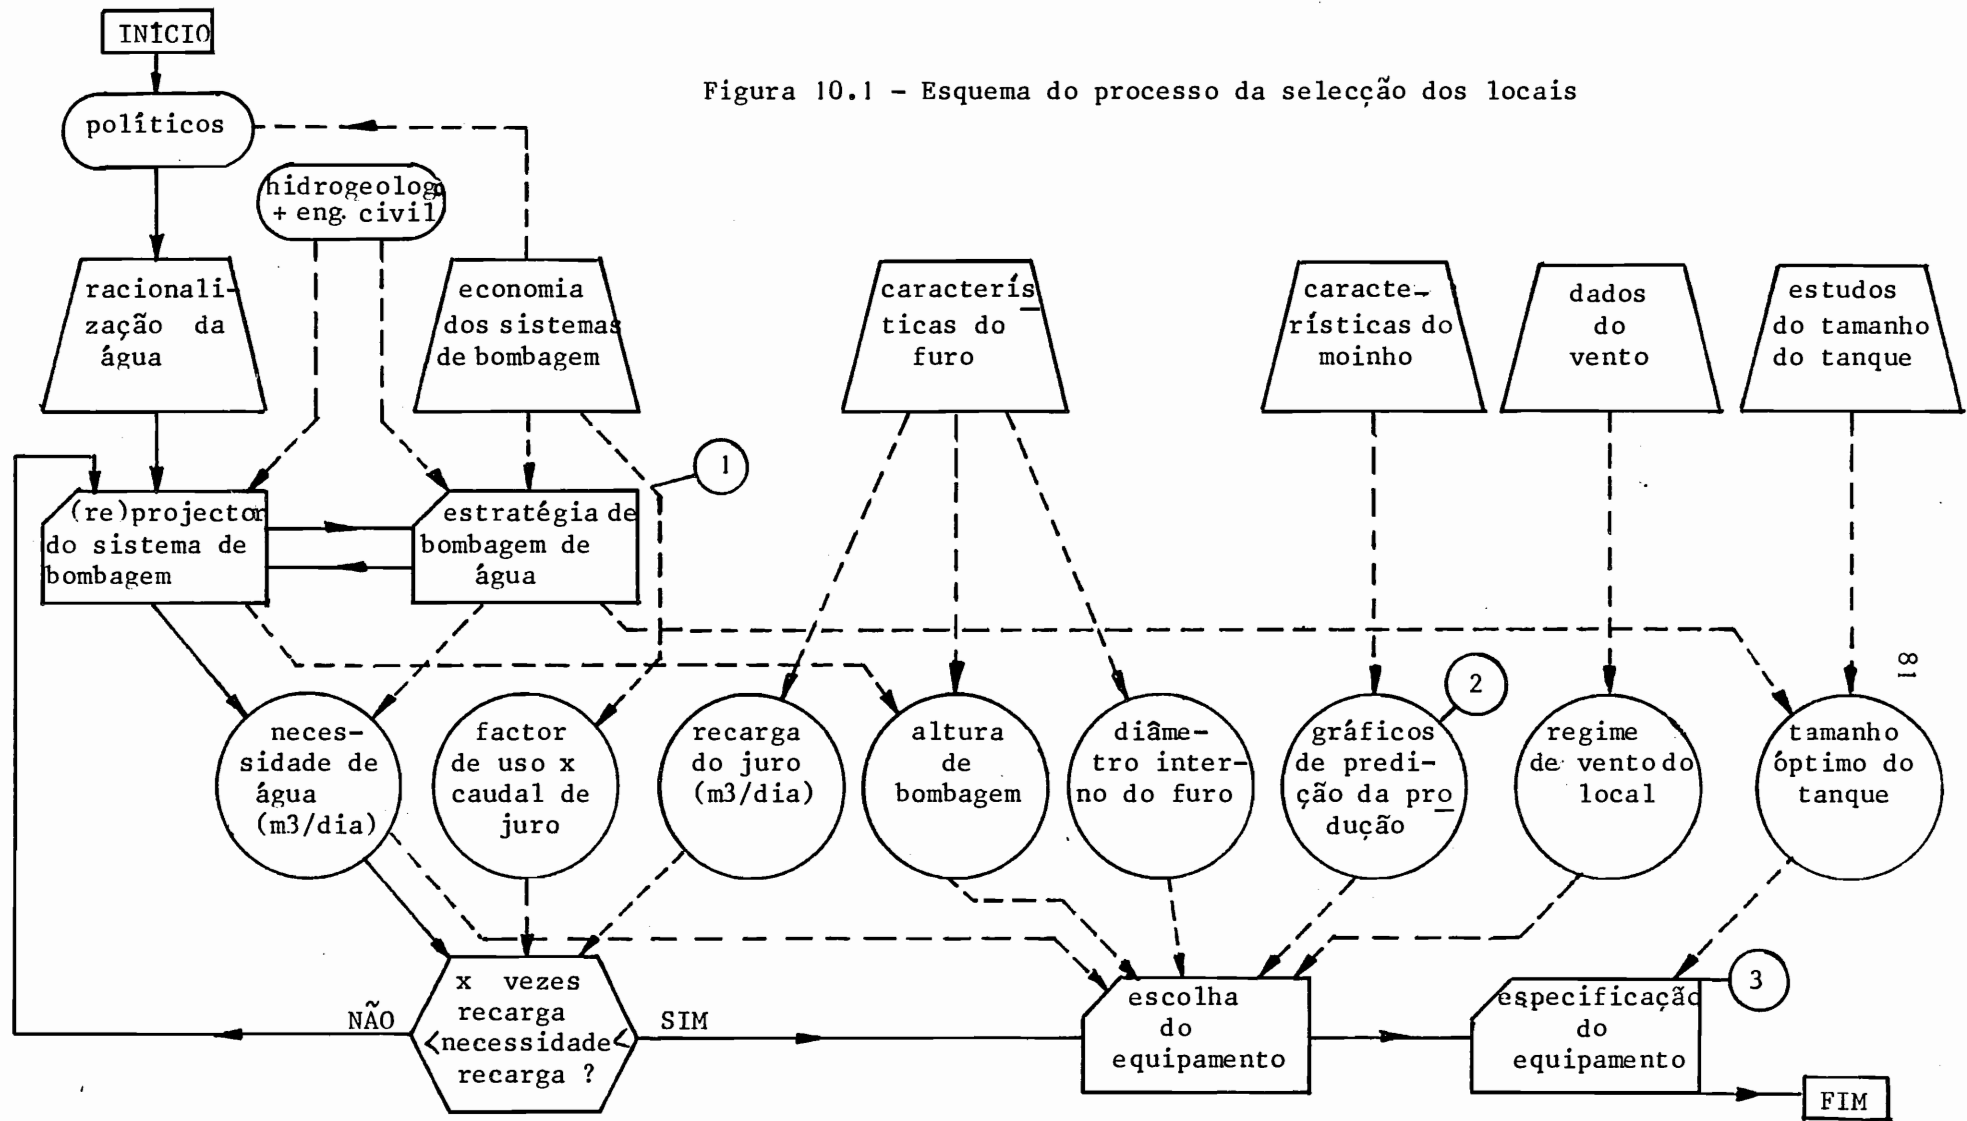 INÍCIO
Figura 10.1 - Esquema do processo da selecção dos locais
políticos
hidrogeolog
+ eng. civil
racionali-
zação da
água
economia
dos sistemas
de bombagem
caracterís
ticas do
furo
caracte-
rísticas do
moinho
dados
do
vento
estudos
do tamanho
do tanque
1
(re)projector
do sistema de
bombagem
estratégia de
bombagem de
água
81
2
neces-
sidade de
água
(m3/dia)
factor
de uso x
caudal de
juro
recarga
do juro
(m3/dia)
altura
de
bombagem
diâme-
tro inter-
no do furo
gráficos
de predi-
ção da pro
dução
regime
de vento do
local
tamanho
óptimo do
tanque
NÃO
x vezes
recarga
<necessidade<
recarga ?
SIM
escolha
do
equipamento
especificação
do
equipamento
3
FIM